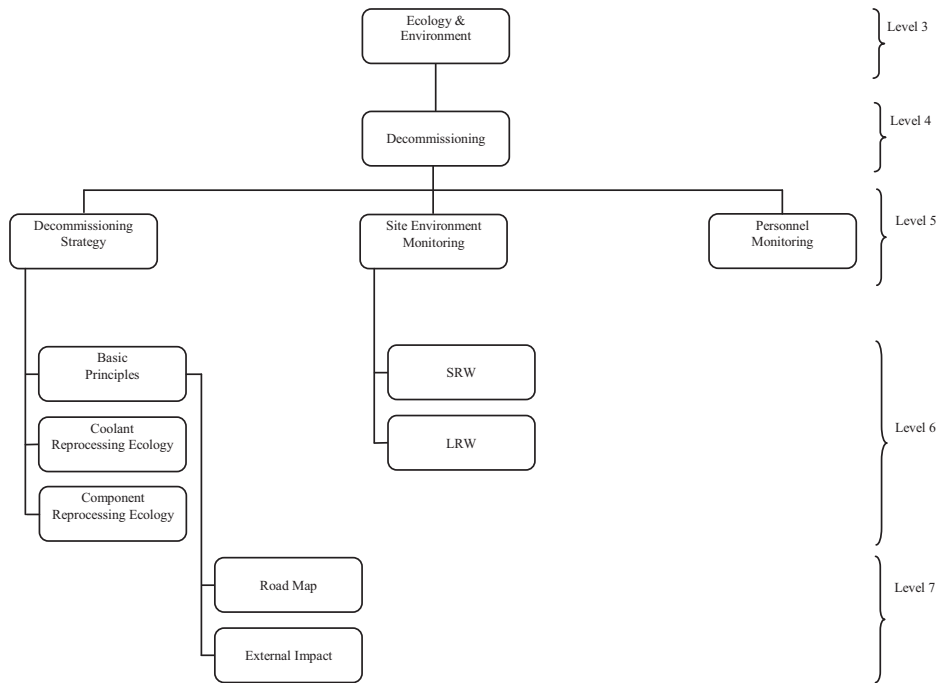 Ecology &
Environment
Level 3
Decommissioning
Level 4
Decommissioning
Strategy
Site Environment
Monitoring
Personnel
Monitoring
Level 5
Basic
Principles
SRW
Coolant
Reprocessing Ecology
LRW
Level 6
Component
Reprocessing Ecology
Road Map
Level 7
External Impact